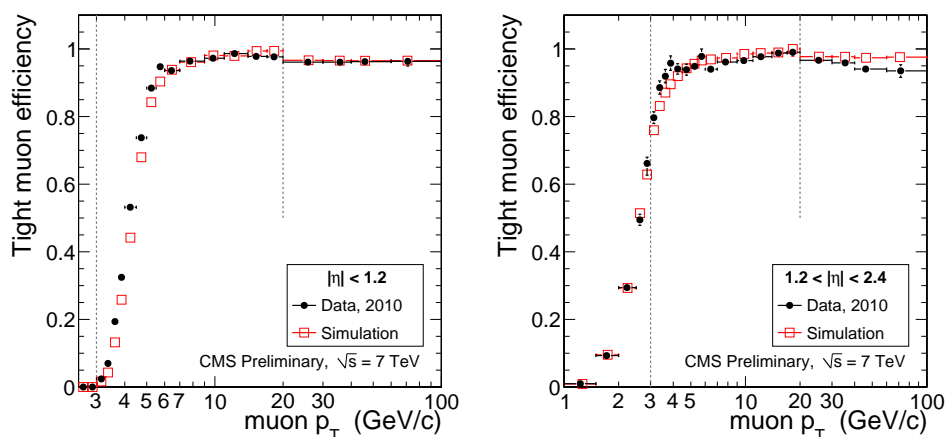 Tight muon efficiency
1
0.8
0.6
0.4
0.2
0
|η| < 1.2
Data, 2010
Simulation
CMS Preliminary, √s = 7 TeV
3 4 5 6 7 10 20 30 100
muon p_T (GeV/c)
Tight muon efficiency
1
0.8
0.6
0.4
0.2
0
1.2 < |η| < 2.4
Data, 2010
Simulation
CMS Preliminary, √s = 7 TeV
1 2 3 4 5 10 20 30 100
muon p_T (GeV/c)